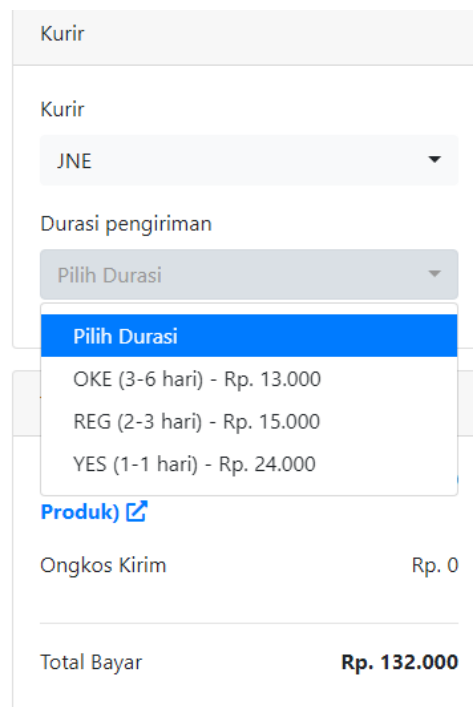 Kurir
Kurir
JNE
Durasi pengiriman
Pilih Durasi
Pilih Durasi
OKE (3-6 hari) - Rp. 13.000
REG (2-3 hari) - Rp. 15.000
YES (1-1 hari) - Rp. 24.000
Produk)
Ongkos Kirim Rp. 0
Total Bayar Rp. 132.000